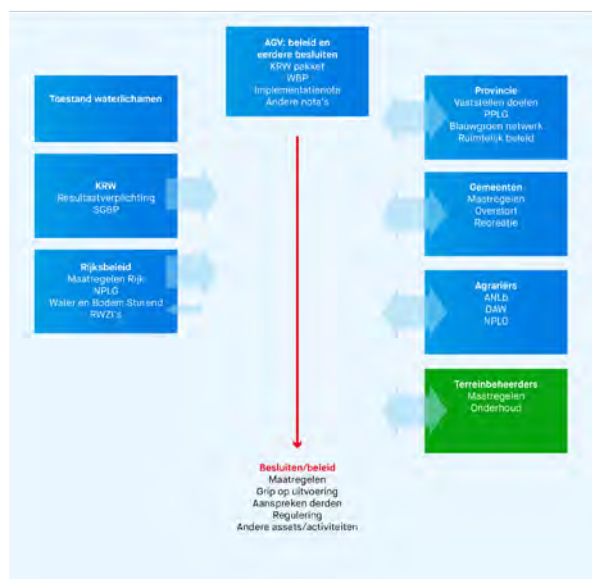 AGV: beleid en
eerdere besluiten
KRW pakket
WBP
Implementatienote
Andere nota's
Toestand waterlichamen
KRW
Resultaatverplichting
SGBP
Rijksbeleid
Maatregelen Rijk
NPLG
Water en Bodem Sturend
RWZI's
Provincie
Vaststellen doelen
PPLG
Blauwgroen netwerk
Ruimtelijk beleid
Gemeenten
Maatregelen
Overstort
Recreatie
Agrariërs
ANLb
DAW
NPLG
Terreinbeheerders
Maatregelen
Onderhoud
Besluiten/beleid
Maatregelen
Grip op uitvoering
Aanspreken derden
Regulering
Andere assets/activiteiten